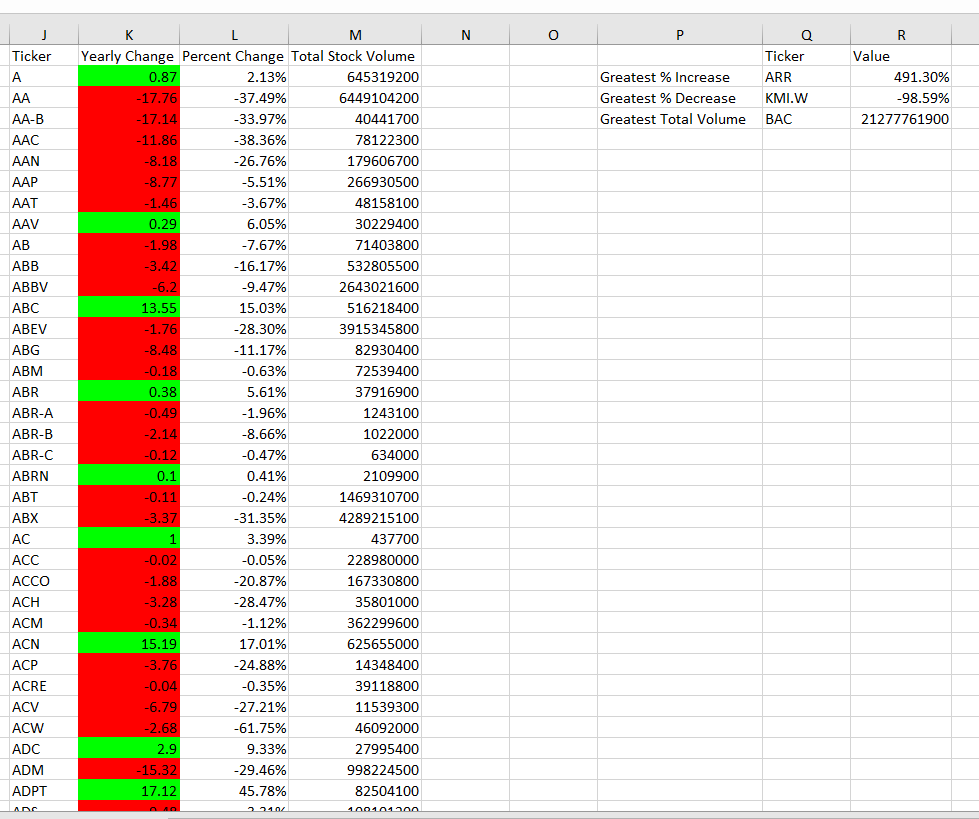 J K L M N O P Q R
Ticker Yearly Change Percent Change Total Stock Volume Ticker Value
A 0.87 2.13% 645319200 Greatest % Increase ARR 491.30%
AA -17.76 -37.49% 6449104200 Greatest % Decrease KMI.W -98.59%
AA-B -17.14 -33.97% 40441700 Greatest Total Volume BAC 21277761900
AAC -11.86 -38.36% 78122300
AAN -8.18 -26.76% 179606700
AAP -8.77 -5.51% 266930500
AAT -1.46 -3.67% 48158100
AAV 0.29 6.05% 30229400
AB -1.98 -7.67% 71403800
ABB -3.42 -16.17% 532805500
ABBV -6.2 -9.47% 2643021600
ABC 13.55 15.03% 516218400
ABEV -1.76 -28.30% 3915345800
ABG -8.48 -11.17% 82930400
ABM -0.18 -0.63% 72539400
ABR 0.38 5.61% 37916900
ABR-A -0.49 -1.96% 1243100
ABR-B -2.14 -8.66% 1022000
ABR-C -0.12 -0.47% 634000
ABRN 0.1 0.41% 2109900
ABT -0.11 -0.24% 1469310700
ABX -3.37 -31.35% 4289215100
AC 1 3.39% 437700
ACC -0.02 -0.05% 228980000
ACCO -1.88 -20.87% 167330800
ACH -3.28 -28.47% 35801000
ACM -0.34 -1.12% 362299600
ACN 15.19 17.01% 625655000
ACP -3.76 -24.88% 14348400
ACRE -0.04 -0.35% 39118800
ACV -6.79 -27.21% 11539300
ACW -2.68 -61.75% 46092000
ADC 2.9 9.33% 27995400
ADM -15.32 -29.46% 998224500
ADPT 17.12 45.78% 82504100